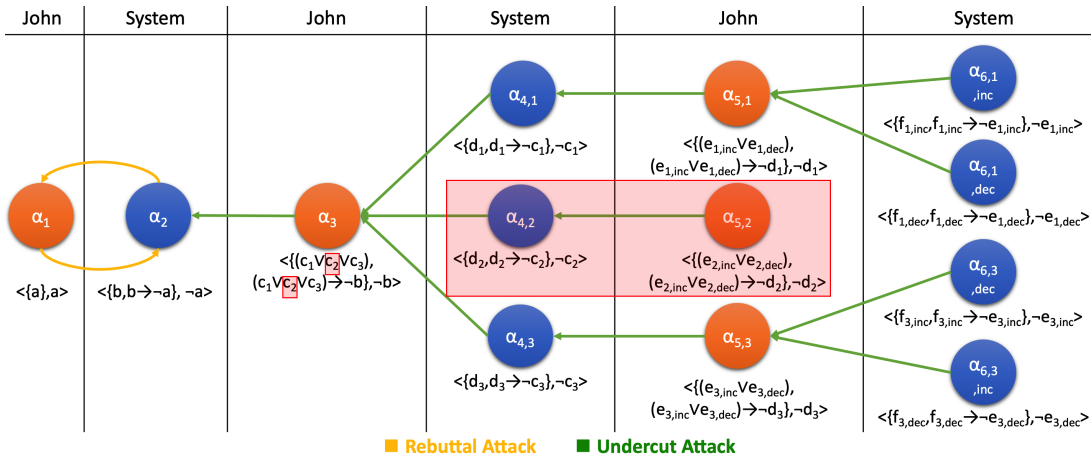 John System John System John System
α1
<{a},a>
α2
<{b,b→¬a}, ¬a>
α3
<{(c1∨c2∨c3),
(c1∨c2∨c3)→¬b},¬b>
α4,1
<{d1,d1→¬c1},¬c1>
α4,2
<{d2,d2→¬c2},¬c2>
α4,3
<{d3,d3→¬c3},¬c3>
α5,1
<{(e1,inc∨e1,dec),
(e1,inc∨e1,dec)→¬d1},¬d1>
α5,2
<{(e2,inc∨e2,dec),
(e2,inc∨e2,dec)→¬d2},¬d2>
α5,3
<{(e3,inc∨e3,dec),
(e3,inc∨e3,dec)→¬d3},¬d3>
α6,1
,inc
<{f1,inc,f1,inc→¬e1,inc},¬e1,inc>
α6,1
,dec
<{f1,dec,f1,dec→¬e1,dec},¬e1,dec>
α6,3
,dec
<{f3,inc,f3,inc→¬e3,inc},¬e3,inc>
α6,3
,inc
<{f3,dec,f3,dec→¬e3,dec},¬e3,dec>
Rebuttal Attack Undercut Attack